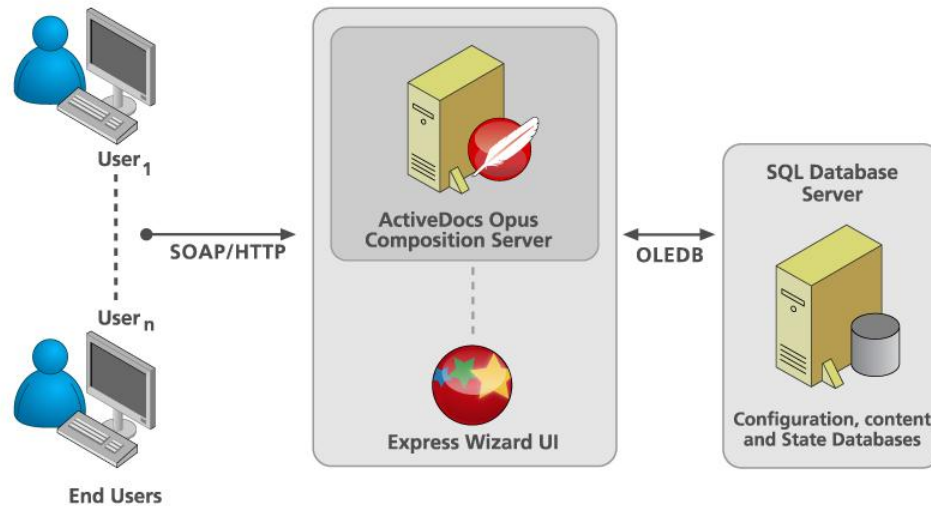 User1
SOAP/HTTP
Usern
End Users
ActiveDocs Opus
Composition Server
Express Wizard UI
OLEDB
SQL Database
Server
Configuration, content
and State Databases